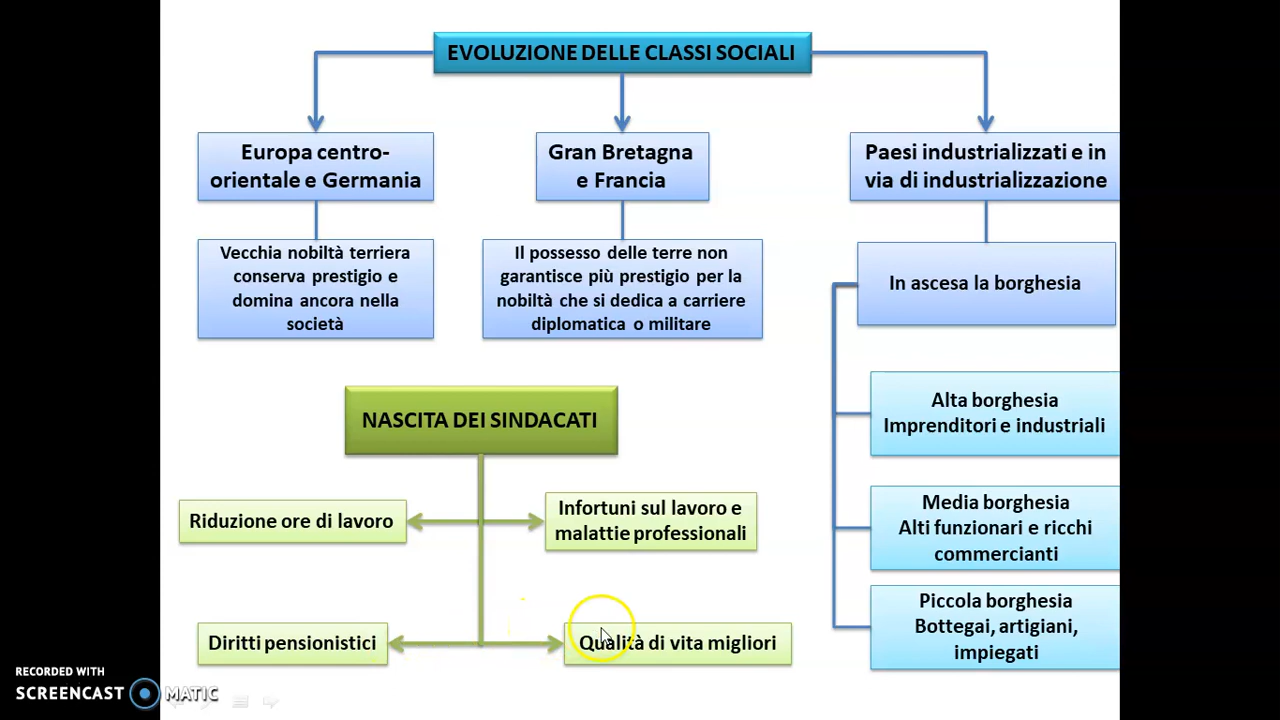 EVOLUZIONE DELLE CLASSI SOCIALI
Europa centro-
orientale e Germania
Gran Bretagna
e Francia
Paesi industrializzati e in
via di industrializzazione
Vecchia nobiltà terriera
conserva prestigio e
domina ancora nella
società
Il possesso delle terre non
garantisce più prestigio per la
nobiltà che si dedica a carriere
diplomatica o militare
In ascesa la borghesia
Alta borghesia
Imprenditori e industriali
Media borghesia
Alti funzionari e ricchi
commercianti
Piccola borghesia
Bottegai, artigiani,
impiegati
NASCITA DEI SINDACATI
Riduzione ore di lavoro
Infortuni sul lavoro e
malattie professionali
Diritti pensionistici
Qualità di vita migliori
RECORDED WITH
SCREENCAST MATIC